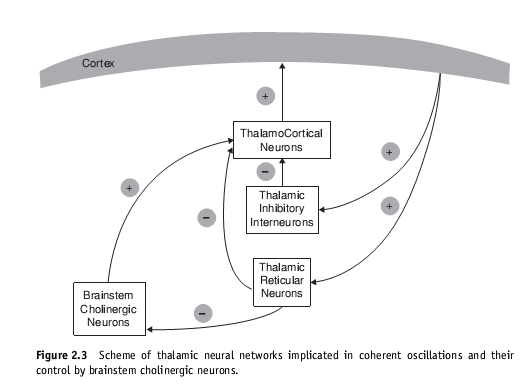 Cortex
+
ThalamoCortical
Neurons
+
−
Thalamic
Inhibitory
Interneurons
+
−
+
Thalamic
Reticular
Neurons
Brainstem
Cholinergic
Neurons
−
Figure 2.3 Scheme of thalamic neural networks implicated in coherent oscillations and their
control by brainstem cholinergic neurons.